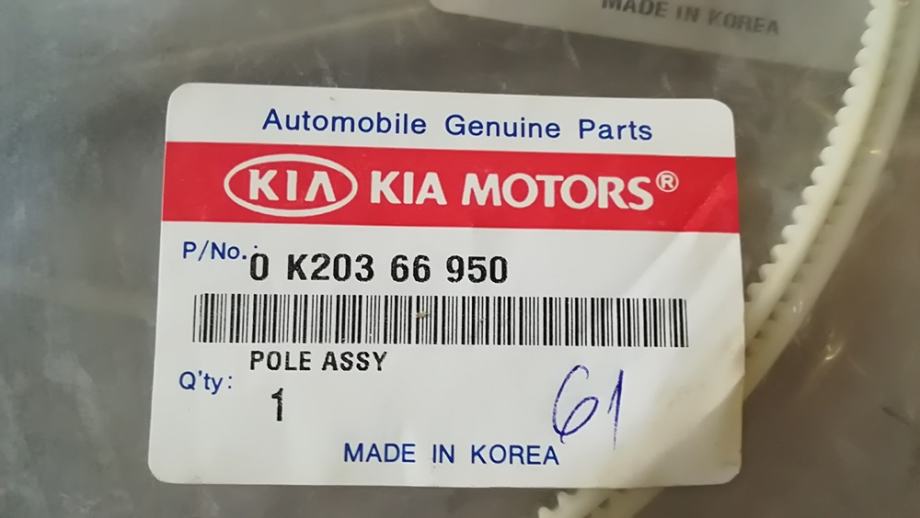 MADE IN KOREA
Automobile Genuine Parts
KIA KIA MOTORS®
P/No.: 0 K203 66 950
POLE ASSY
Q'ty: 1
61
MADE IN KOREA